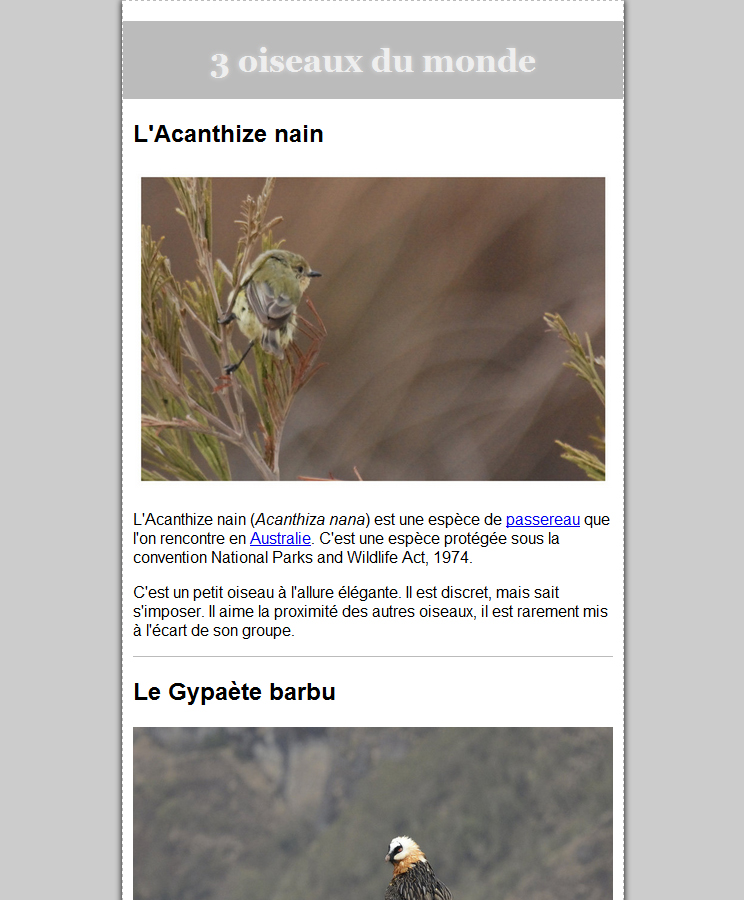 3 oiseaux du monde
L'Acanthize nain
L'Acanthize nain (Acanthiza nana) est une espèce de passereau que
l'on rencontre en Australie. C'est une espèce protégée sous la
convention National Parks and Wildlife Act, 1974.
C'est un petit oiseau à l'allure élégante. Il est discret, mais sait
s'imposer. Il aime la proximité des autres oiseaux, il est rarement mis
à l'écart de son groupe.
Le Gypaète barbu